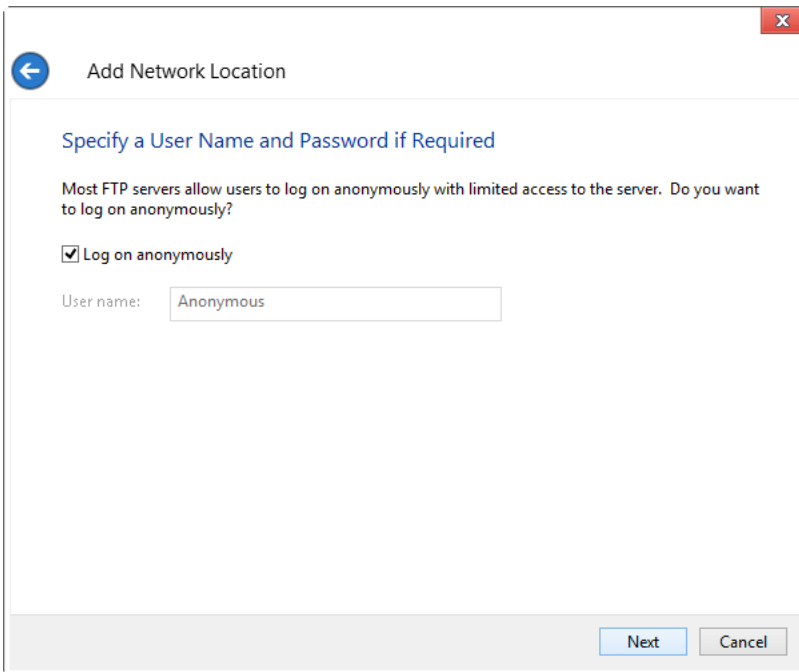 Add Network Location
Specify a User Name and Password if Required
Most FTP servers allow users to log on anonymously with limited access to the server.  Do you want
to log on anonymously?
Log on anonymously
User name: Anonymous
Next Cancel